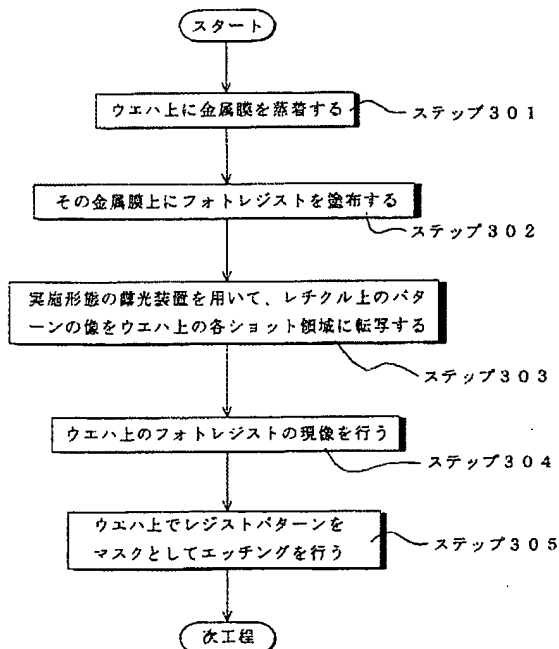 スタート
ウエハ上に金属膜を蒸着する
ステップ301
その金属膜上にフォトレジストを塗布する
ステップ302
実施形態の露光装置を用いて、レチクル上のパタ
ーンの像をウエハ上の各ショット領域に転写する
ステップ303
ウエハ上のフォトレジストの現像を行う
ステップ304
ウエハ上でレジストパターンを
マスクとしてエッチングを行う
ステップ305
次工程